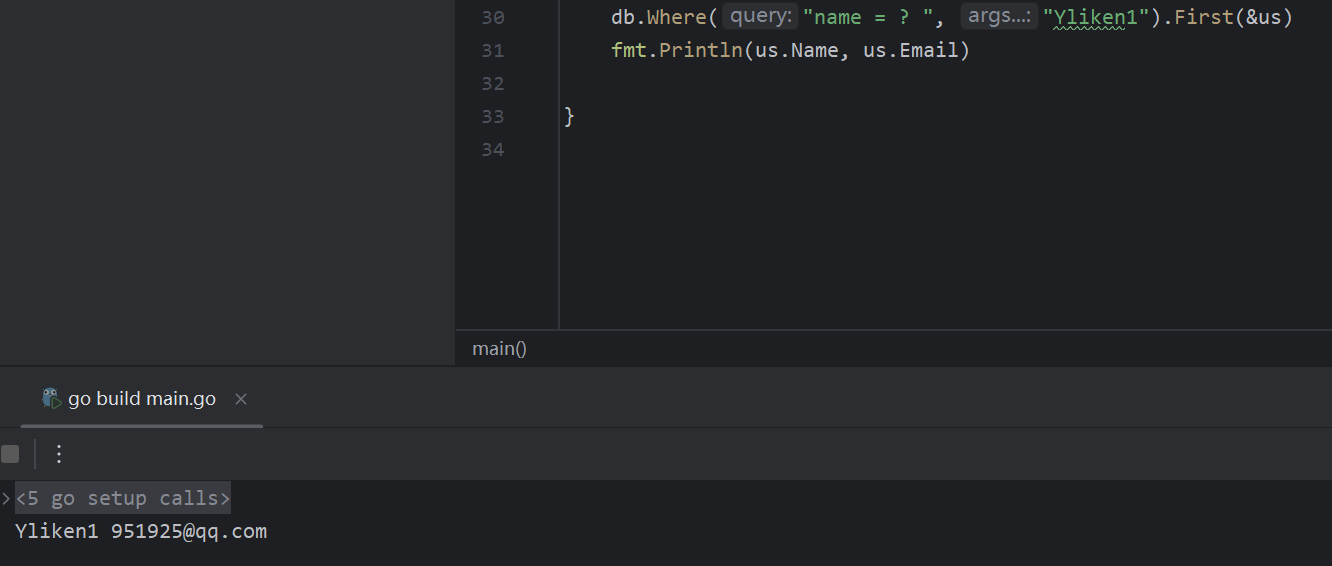 30 db.Where( query: "name = ? ", args...: "Yliken1").First(&us)
31 fmt.Println(us.Name, us.Email)
32
33 }
34
main()
go build main.go ×
<5 go setup calls>
Yliken1 951925@qq.com